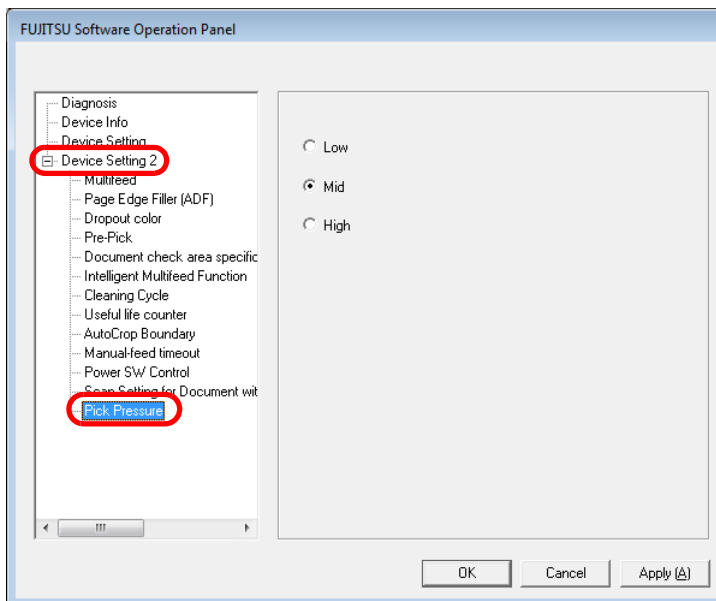 FUJITSU Software Operation Panel
Diagnosis
Device Info
Device Setting
Device Setting 2
Multifeed
Page Edge Filler (ADF)
Dropout color
Pre-Pick
Document check area specific
Intelligent Multifeed Function
Cleaning Cycle
Useful life counter
AutoCrop Boundary
Manual-feed timeout
Power SW Control
Scan Setting for Document wit
Pick Pressure
Low
Mid
High
OK Cancel Apply (A)